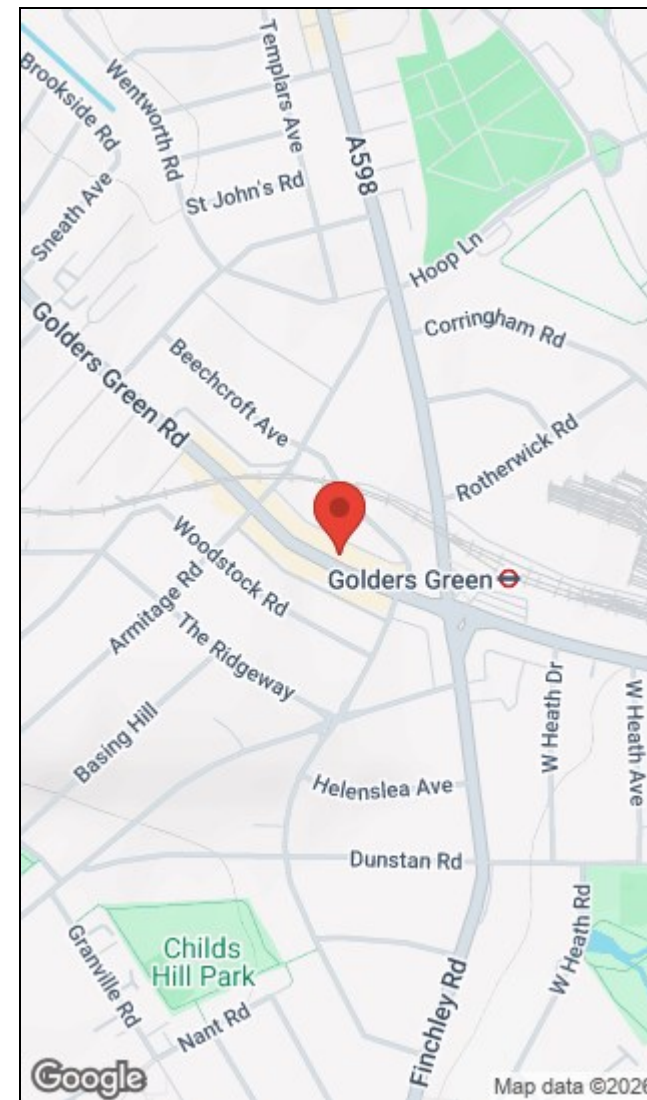 Brookside Rd
Wentworth Rd
Templars Ave
A598
St John's Rd
Sneath Ave
Hoop Ln
Golders Green Rd
Corringham Rd
Beechcroft Ave
Rotherwick Rd
Woodstock Rd
Golders Green
Armitage Rd
The Ridgeway
W Heath Dr
W Heath Ave
Basing Hill
Helenslea Ave
Dunstan Rd
W Heath Rd
Granville Rd
Childs
Hill Park
Nant Rd
Finchley Rd
Google
Map data ©2026